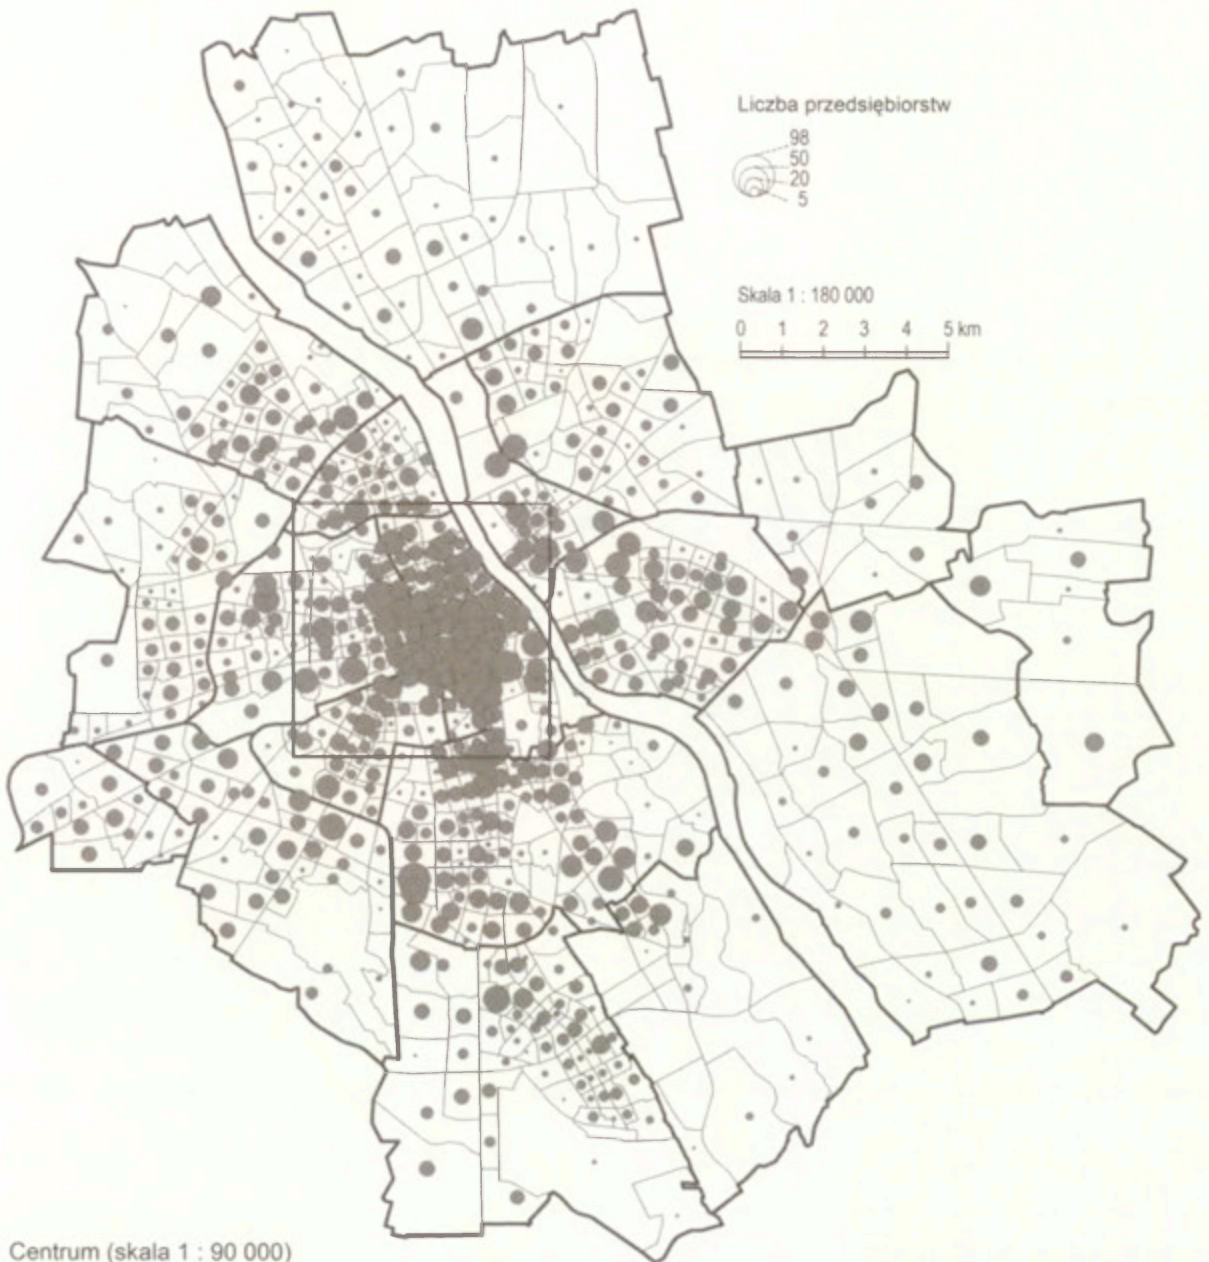 Liczba przedsiębiorstw
98
50
20
5
Skala 1 : 180 000
0 1 2 3 4 5 km
Centrum (skala 1 : 90 000)